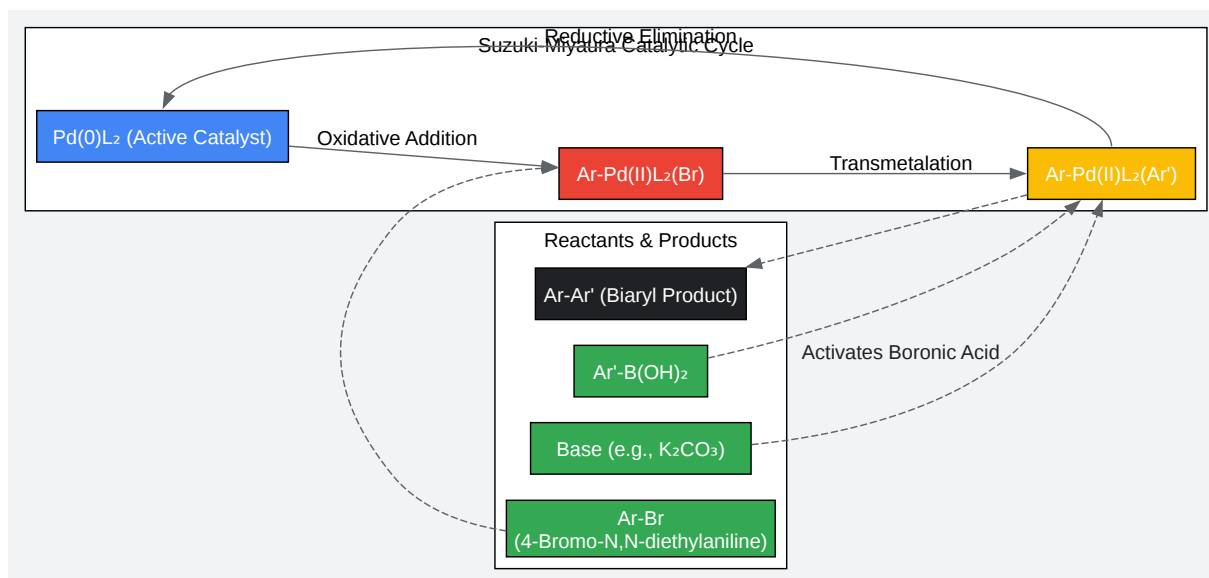 Reductive Elimination
Suzuki-Miyaura Catalytic Cycle
Pd(0)L₂ (Active Catalyst)
Oxidative Addition
Ar-Pd(II)L₂(Br)
Transmetalation
Ar-Pd(II)L₂(Ar')
Reactants & Products
Ar-Ar' (Biaryl Product)
Ar'-B(OH)₂
Activates Boronic Acid
Base (e.g., K₂CO₃)
Ar-Br
(4-Bromo-N,N-diethylaniline)